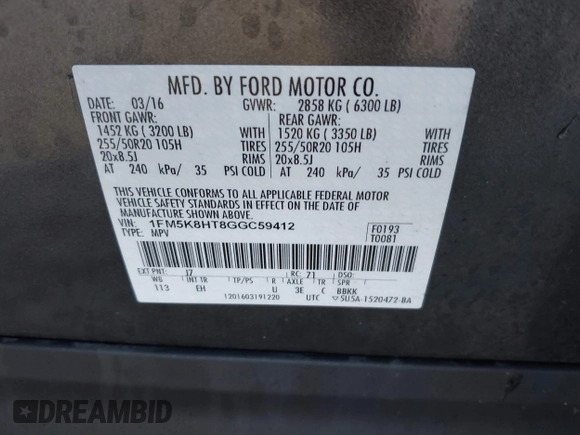 MFD. BY FORD MOTOR CO.
DATE: 03/16 GVWR: 2858 KG ( 6300 LB)
FRONT GAWR: REAR GAWR:
1452 KG ( 3200 LB) WITH 1520 KG ( 3350 LB) WITH
255/50R20 105H TIRES 255/50R20 105H TIRES
20x8.5J RIMS 20x8.5J RIMS
AT 240 kPa/ 35 PSI COLD AT 240 kPa/ 35 PSI COLD
THIS VEHICLE CONFORMS TO ALL APPLICABLE FEDERAL MOTOR
VEHICLE SAFETY STANDARDS IN EFFECT ON THE DATE OF
MANUFACTURE SHOWN ABOVE.
VIN: 1FM5K8HT8GGC59412 F0193
TYPE: MPV T0081
EXT PNT: J7 RC: 71 DSO:
WB INT TR TP/PS R AXLE TR SPR
113 EH U 3E C BBKK
1201603191220 UTC 5U5A-1520472-BA
DREAMBID